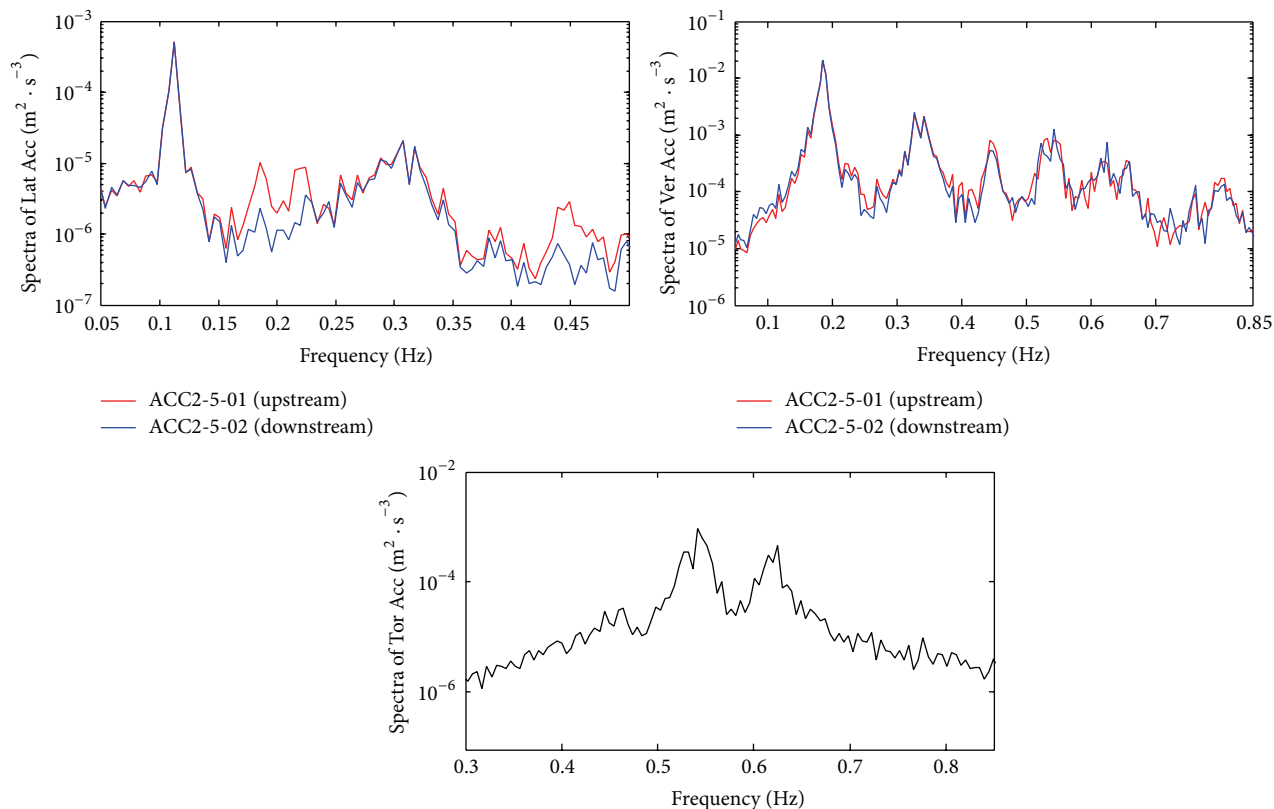 Spectra of Lat Acc (m² · s⁻³)
10⁻³
10⁻⁴
10⁻⁵
10⁻⁶
10⁻⁷
0.05 0.1 0.15 0.2 0.25 0.3 0.35 0.4 0.45
Frequency (Hz)
ACC2-5-01 (upstream)
ACC2-5-02 (downstream)
Spectra of Ver Acc (m² · s⁻³)
10⁻¹
10⁻²
10⁻³
10⁻⁴
10⁻⁵
10⁻⁶
0.1 0.2 0.3 0.4 0.5 0.6 0.7 0.85
Frequency (Hz)
ACC2-5-01 (upstream)
ACC2-5-02 (downstream)
Spectra of Tor Acc (m² · s⁻³)
10⁻²
10⁻⁴
10⁻⁶
0.3 0.4 0.5 0.6 0.7 0.8
Frequency (Hz)